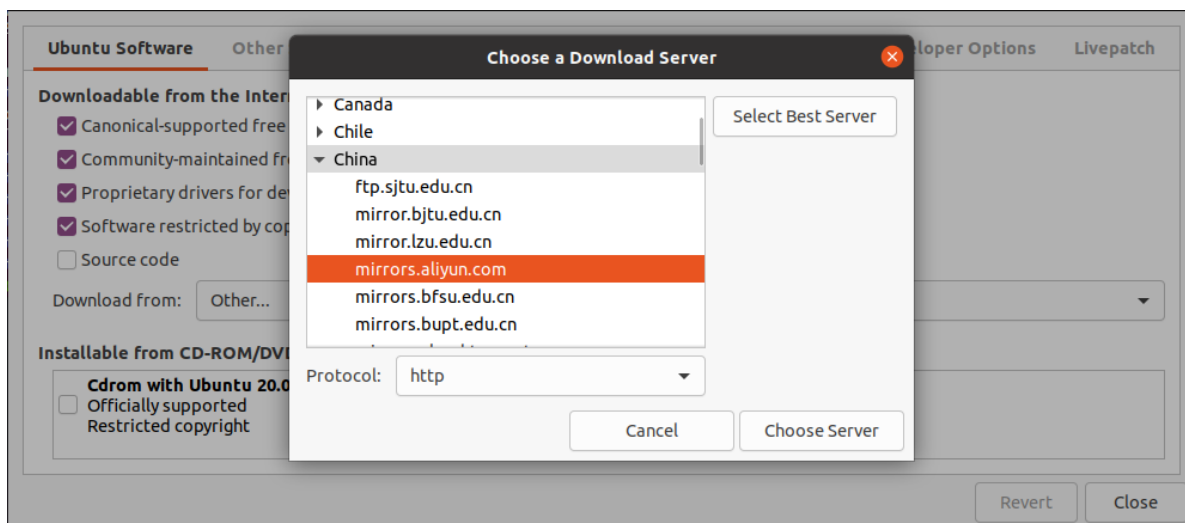 Ubuntu Software
Other
Choose a Download Server
eloper Options
Livepatch
Downloadable from the Inter
Canonical-supported free
Community-maintained fr
Proprietary drivers for de
Software restricted by cop
Source code
Download from:
Other...
Installable from CD-ROM/DVD
Cdrom with Ubuntu 20.0
Officially supported
Restricted copyright
Canada
Chile
China
ftp.sjtu.edu.cn
mirror.bjtu.edu.cn
mirror.lzu.edu.cn
mirrors.aliyun.com
mirrors.bfsu.edu.cn
mirrors.bupt.edu.cn
Select Best Server
Protocol:
http
Cancel
Choose Server
Revert
Close